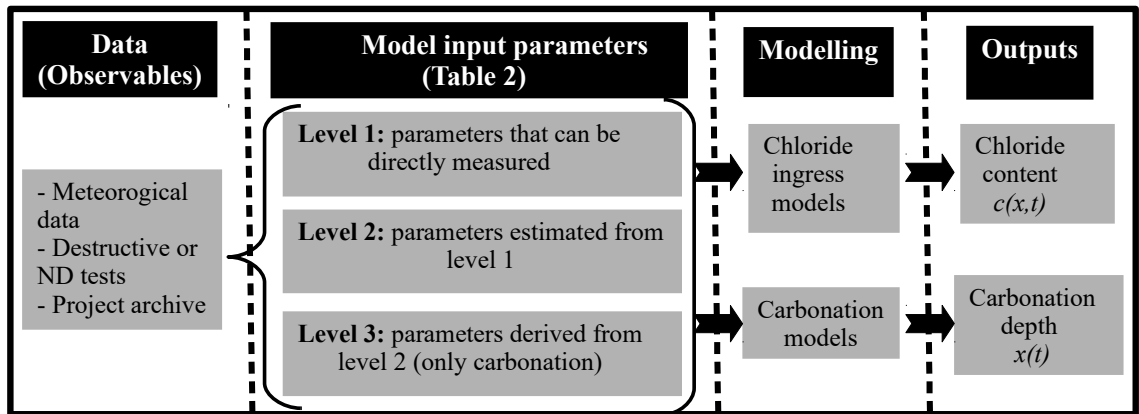 Data
(Observables)
- Meteorogical
data
- Destructive or
ND tests
- Project archive
Model input parameters
(Table 2)
Level 1: parameters that can be
directly measured
Level 2: parameters estimated from
level 1
Level 3: parameters derived from
level 2 (only carbonation)
Modelling
Chloride
ingress
models
Carbonation
models
Outputs
Chloride
content
c(x,t)
Carbonation
depth
x(t)